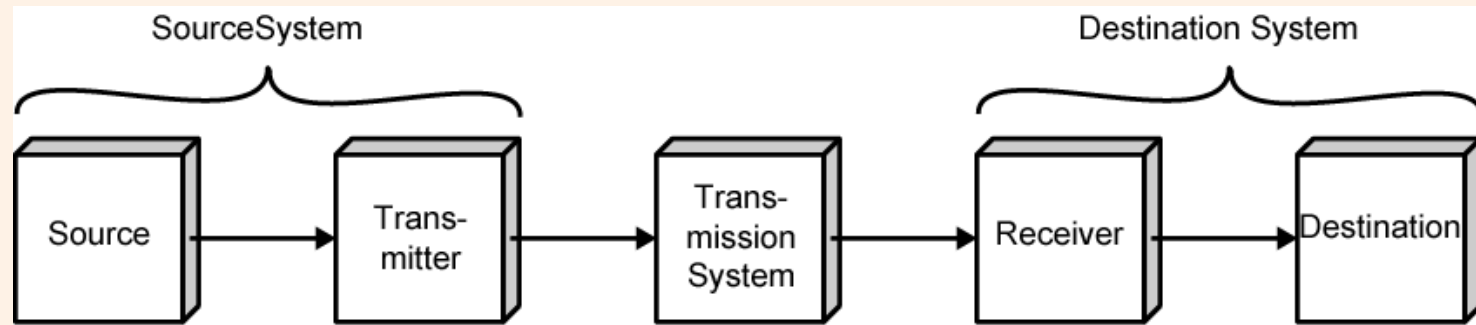 SourceSystem
Destination System
Source
Trans-
mitter
Trans-
mission
System
Receiver
Destination